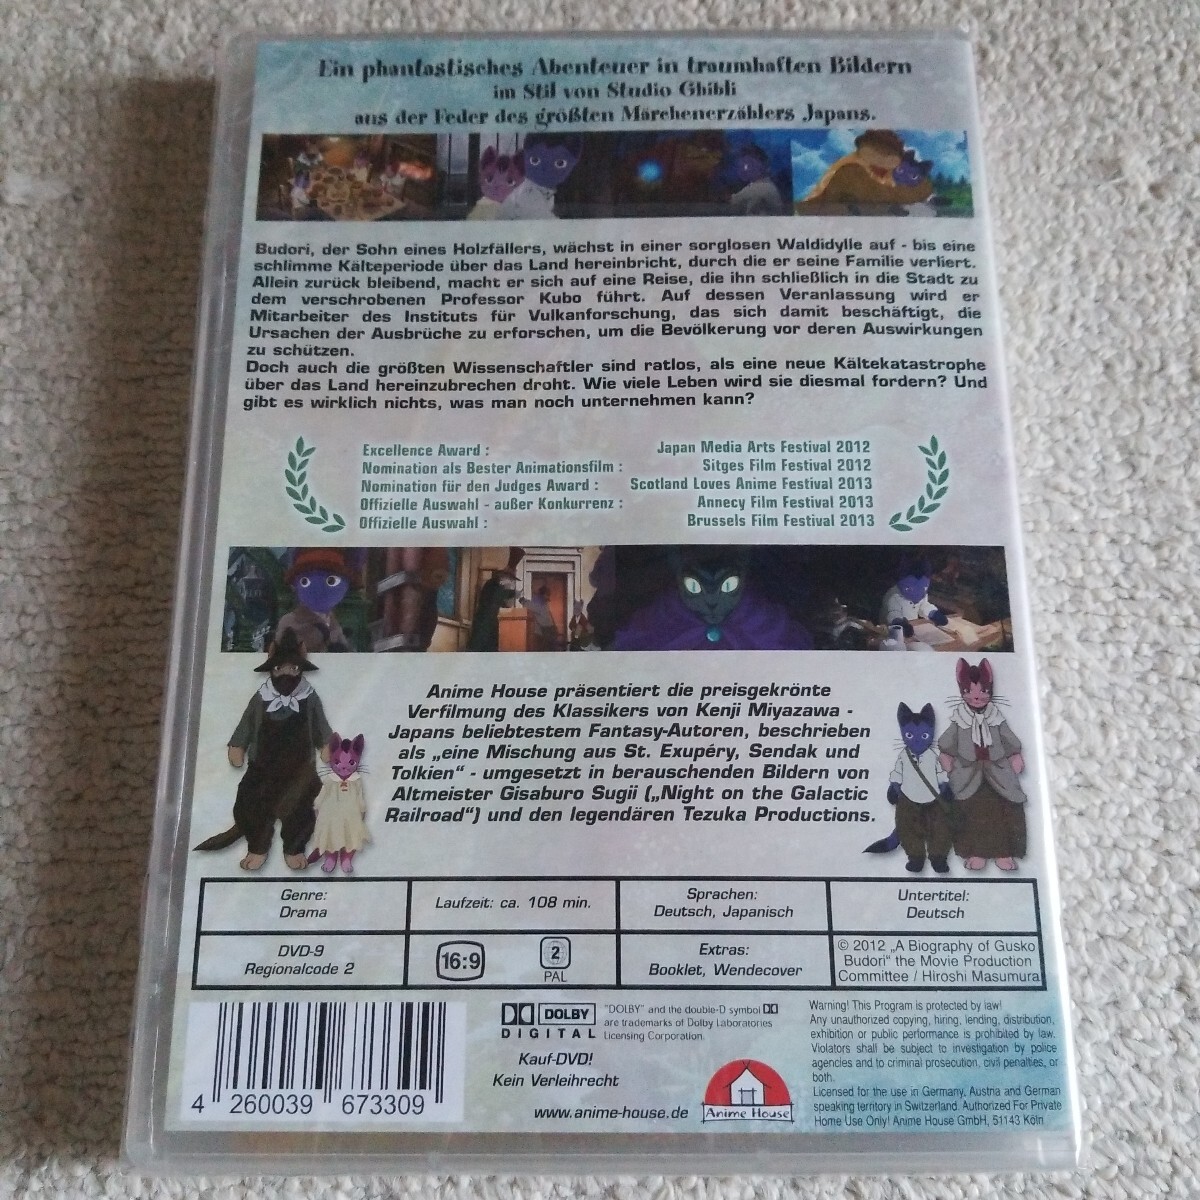 Ein phantastisches Abenteuer in traumhaften Bildern
im Stil von Studio Ghibli
aus der Feder des größten Märchenerzählers Japans.
Budori, der Sohn eines Holzfällers, wächst in einer sorglosen Waldidylle auf - bis eine
schlimme Kälteperiode über das Land hereinbricht, durch die er seine Familie verliert.
Allein zurück bleibend, macht er sich auf eine Reise, die ihn schließlich in die Stadt zu
dem verschrobenen Professor Kubo führt. Auf dessen Veranlassung wird er
Mitarbeiter des Instituts für Vulkanforschung, das sich damit beschäftigt, die
Ursachen der Ausbrüche zu erforschen, um die Bevölkerung vor deren Auswirkungen
zu schützen.
Doch auch die größten Wissenschaftler sind ratlos, als eine neue Kältekatastrophe
über das Land hereinzubrechen droht. Wie viele Leben wird sie diesmal fordern? Und
gibt es wirklich nichts, was man noch unternehmen kann?
Excellence Award : Japan Media Arts Festival 2012
Nomination als Bester Animationsfilm : Sitges Film Festival 2012
Nomination für den Judges Award : Scotland Loves Anime Festival 2013
Offizielle Auswahl - außer Konkurrenz : Annecy Film Festival 2013
Offizielle Auswahl : Brussels Film Festival 2013
Anime House präsentiert die preisgekrönte
Verfilmung des Klassikers von Kenji Miyazawa -
Japans beliebtestem Fantasy-Autoren, beschrieben
als „eine Mischung aus St. Exupéry, Sendak und
Tolkien“ - umgesetzt in berauschenden Bildern von
Altmeister Gisaburo Sugii („Night on the Galactic
Railroad“) und den legendären Tezuka Productions.
Genre:
Drama
Laufzeit: ca. 108 min.
Sprachen:
Deutsch, Japanisch
Untertitel:
Deutsch
DVD-9
Regionalcode 2
16:9
2
PAL
Extras:
Booklet, Wendecover
© 2012 „A Biography of Gusko
Budori“ the Movie Production
Committee / Hiroshi Masumura
4 260039 673309
DOLBY
DIGITAL
"DOLBY" and the double-D symbol
are trademarks of Dolby Laboratories
Licensing Corporation.
Kauf-DVD!
Kein Verleihrecht
www.anime-house.de
Anime House
Warning! This Program is protected by law!
Any unauthorized copying, hiring, lending, distribution,
exhibition or public performance is prohibited by law.
Violators shall be subject to investigation by police
agencies and to criminal prosecution, civil penalties, or
both.
Licensed for the use in Germany, Austria and German
speaking territory in Switzerland. Authorized For Private
Home Use Only! Anime House GmbH, 51143 Köln